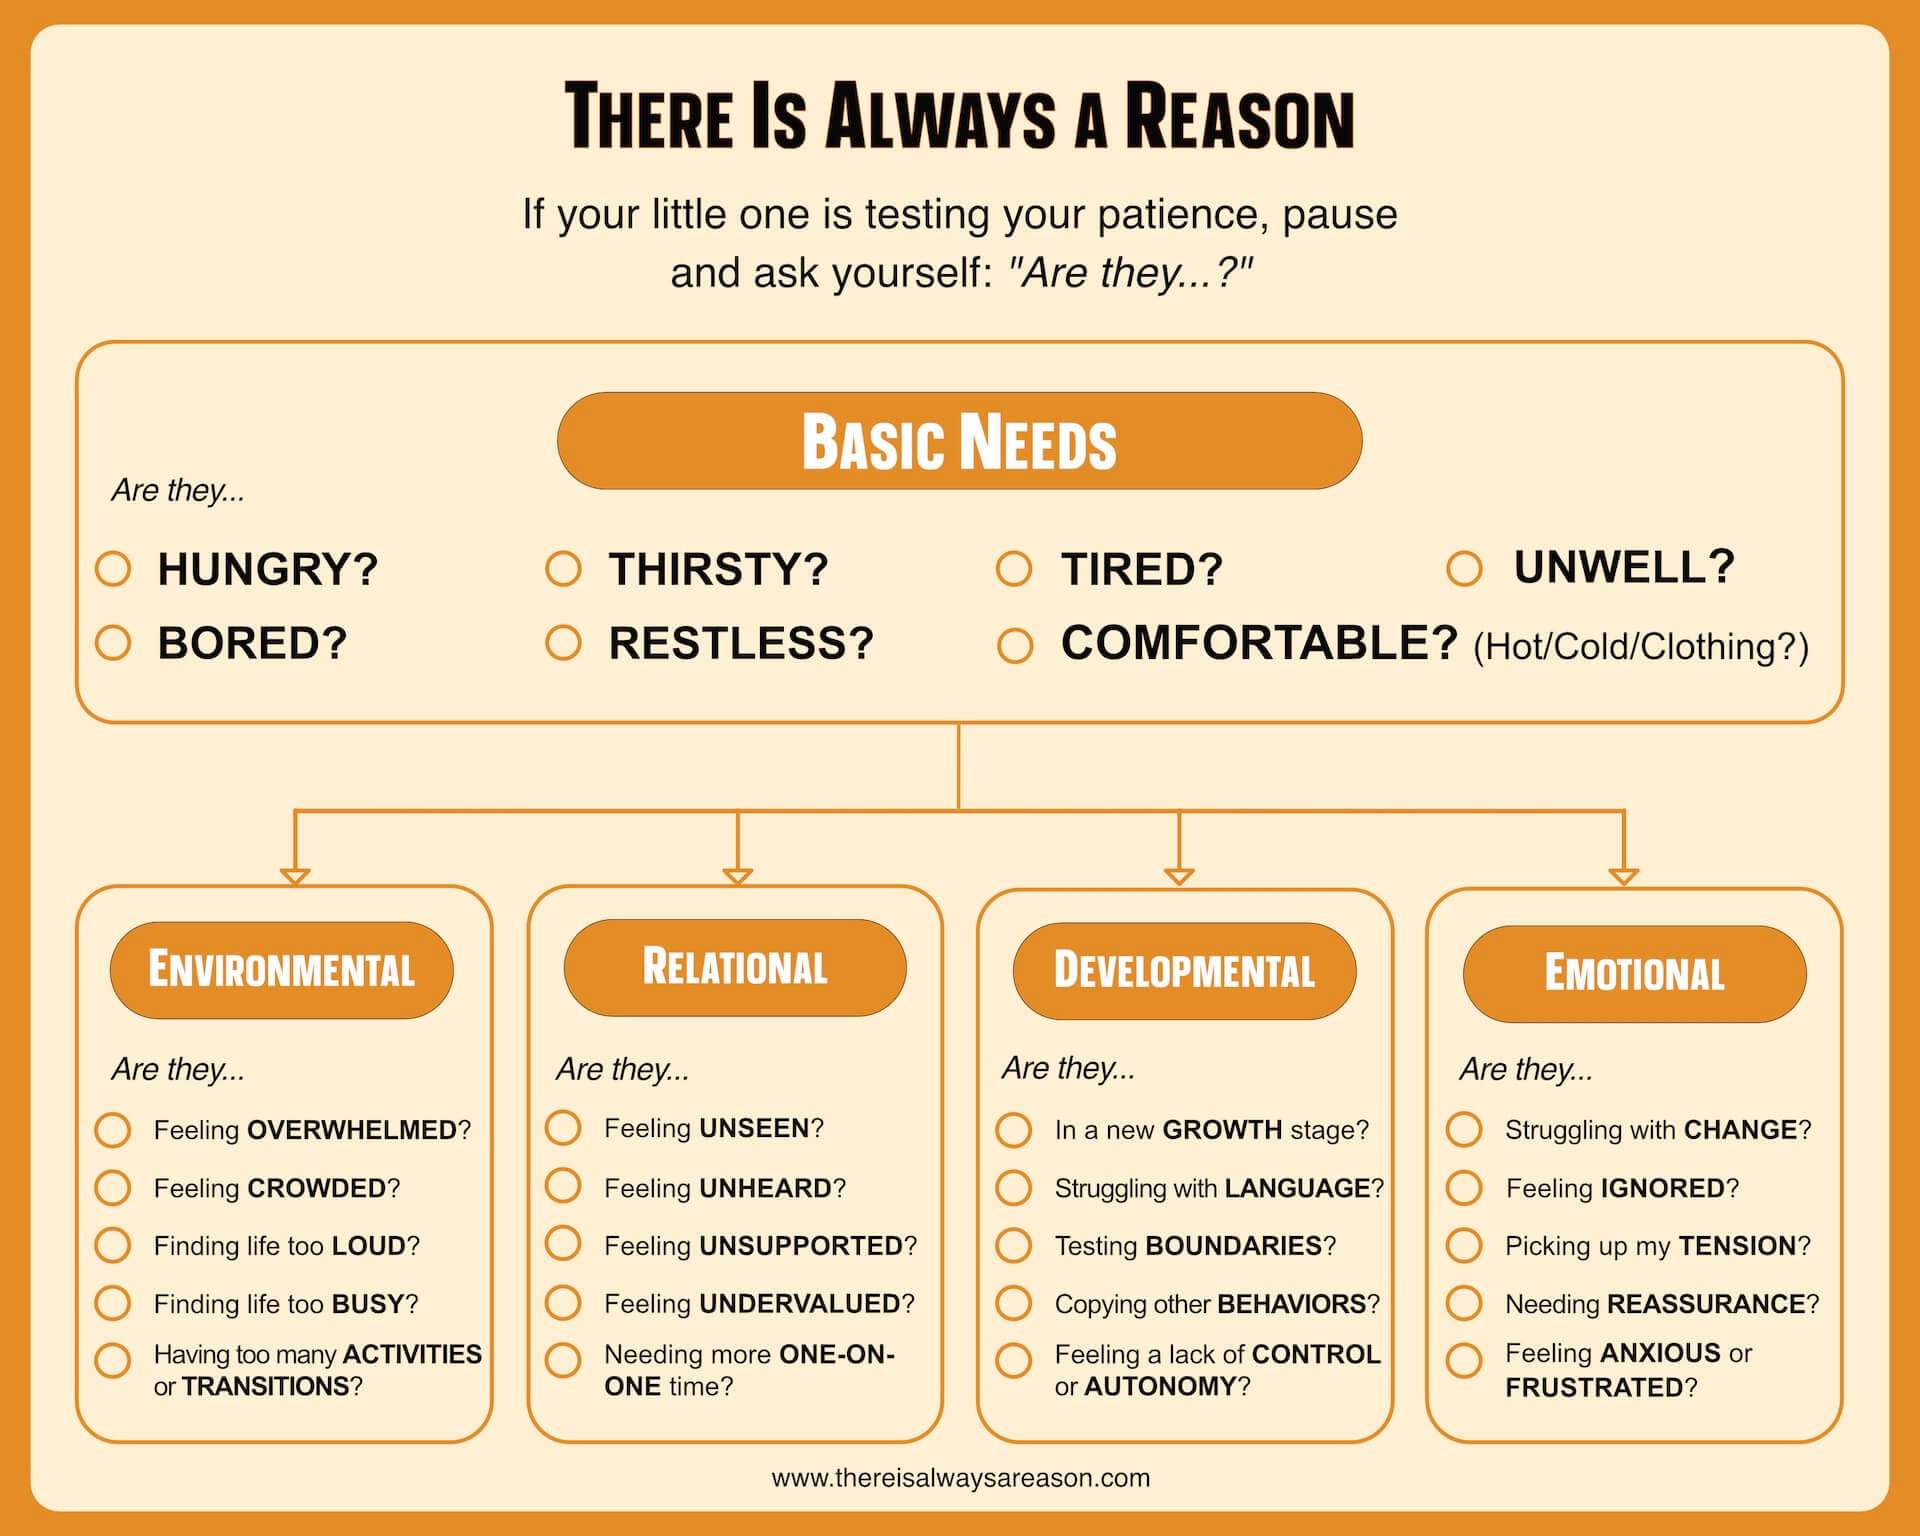 THERE IS ALWAYS A REASON
If your little one is testing your patience, pause
and ask yourself: "Are they...?"
BASIC NEEDS
Are they...
HUNGRY?
THIRSTY?
TIRED?
UNWELL?
BORED?
RESTLESS?
COMFORTABLE? (Hot/Cold/Clothing?)
ENVIRONMENTAL
Are they...
Feeling OVERWHELMED?
Feeling CROWDED?
Finding life too LOUD?
Finding life too BUSY?
Having too many ACTIVITIES
or TRANSITIONS?
RELATIONAL
Are they...
Feeling UNSEEN?
Feeling UNHEARD?
Feeling UNSUPPORTED?
Feeling UNDERVALUED?
Needing more ONE-ON-
ONE time?
DEVELOPMENTAL
Are they...
In a new GROWTH stage?
Struggling with LANGUAGE?
Testing BOUNDARIES?
Copying other BEHAVIORS?
Feeling a lack of CONTROL
or AUTONOMY?
EMOTIONAL
Are they...
Struggling with CHANGE?
Feeling IGNORED?
Picking up my TENSION?
Needing REASSURANCE?
Feeling ANXIOUS or
FRUSTRATED?
www.thereisalwaysareason.com